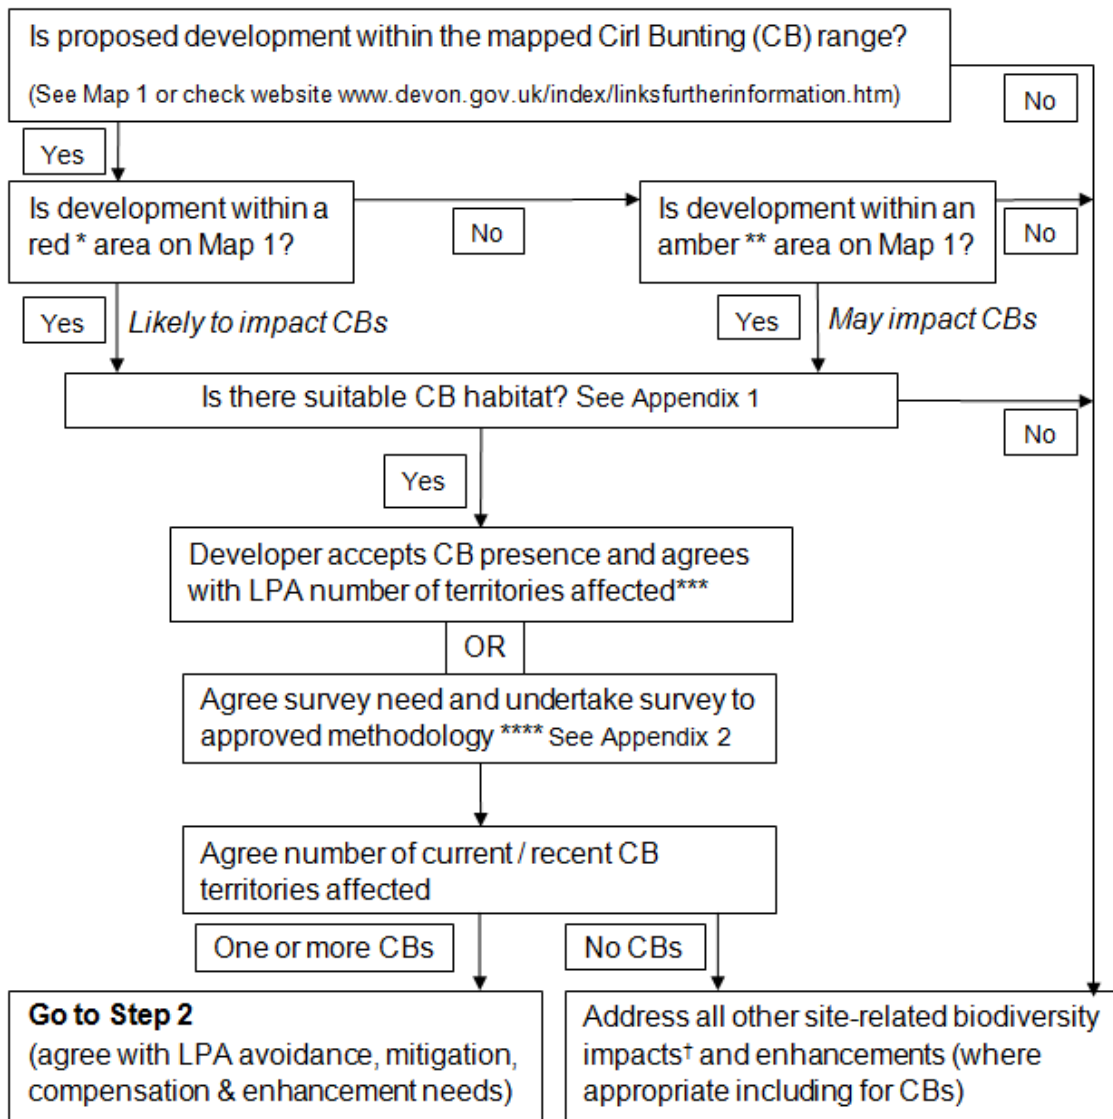 Is proposed development within the mapped Cirl Bunting (CB) range?
(See Map 1 or check website www.devon.gov.uk/index/linksfurtherinformation.htm)
No
Yes
Is development within a
red * area on Map 1?
No
Is development within an
amber ** area on Map 1?
No
Yes
Likely to impact CBs
Yes
May impact CBs
Is there suitable CB habitat? See Appendix 1
No
Yes
Developer accepts CB presence and agrees
with LPA number of territories affected***
OR
Agree survey need and undertake survey to
approved methodology **** See Appendix 2
Agree number of current / recent CB
territories affected
One or more CBs
No CBs
Go to Step 2
(agree with LPA avoidance, mitigation,
compensation & enhancement needs)
Address all other site-related biodiversity
impacts† and enhancements (where
appropriate including for CBs)